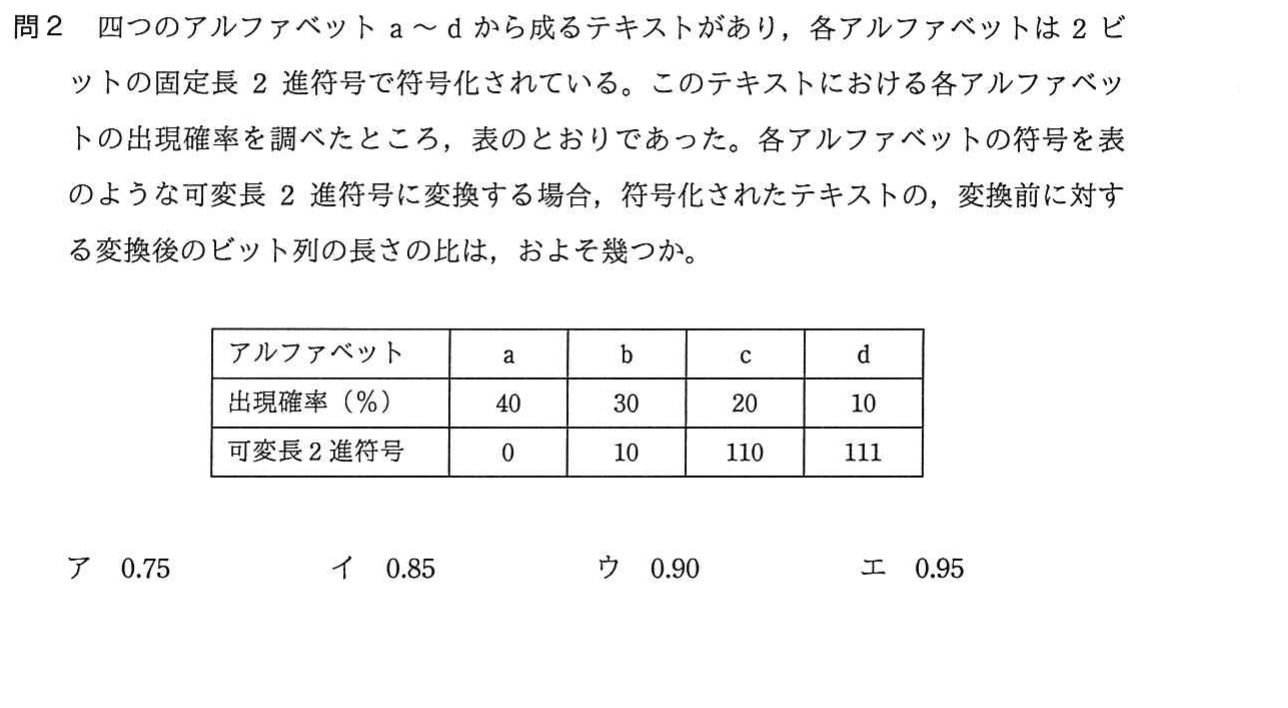 問2 四つのアルファベット a ～ d から成るテキストがあり，各アルファベットは 2 ビ
ットの固定長 2 進符号で符号化されている。このテキストにおける各アルファベッ
トの出現確率を調べたところ，表のとおりであった。各アルファベットの符号を表
のような可変長 2 進符号に変換する場合，符号化されたテキストの，変換前に対す
る変換後のビット列の長さの比は，およそ幾つか。
アルファベット a b c d
出現確率（％） 40 30 20 10
可変長 2 進符号 0 10 110 111
ア 0.75 イ 0.85 ウ 0.90 エ 0.95